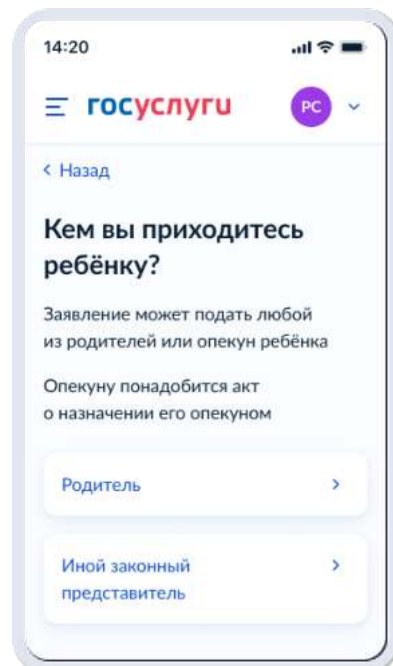 14:20
госуслуги
РС
Назад
Кем вы приходитесь
ребёнку?
Заявление может подать любой
из родителей или опекун ребёнка
Опекуну понадобится акт
о назначении его опекуном
Родитель
Иной законный
представитель